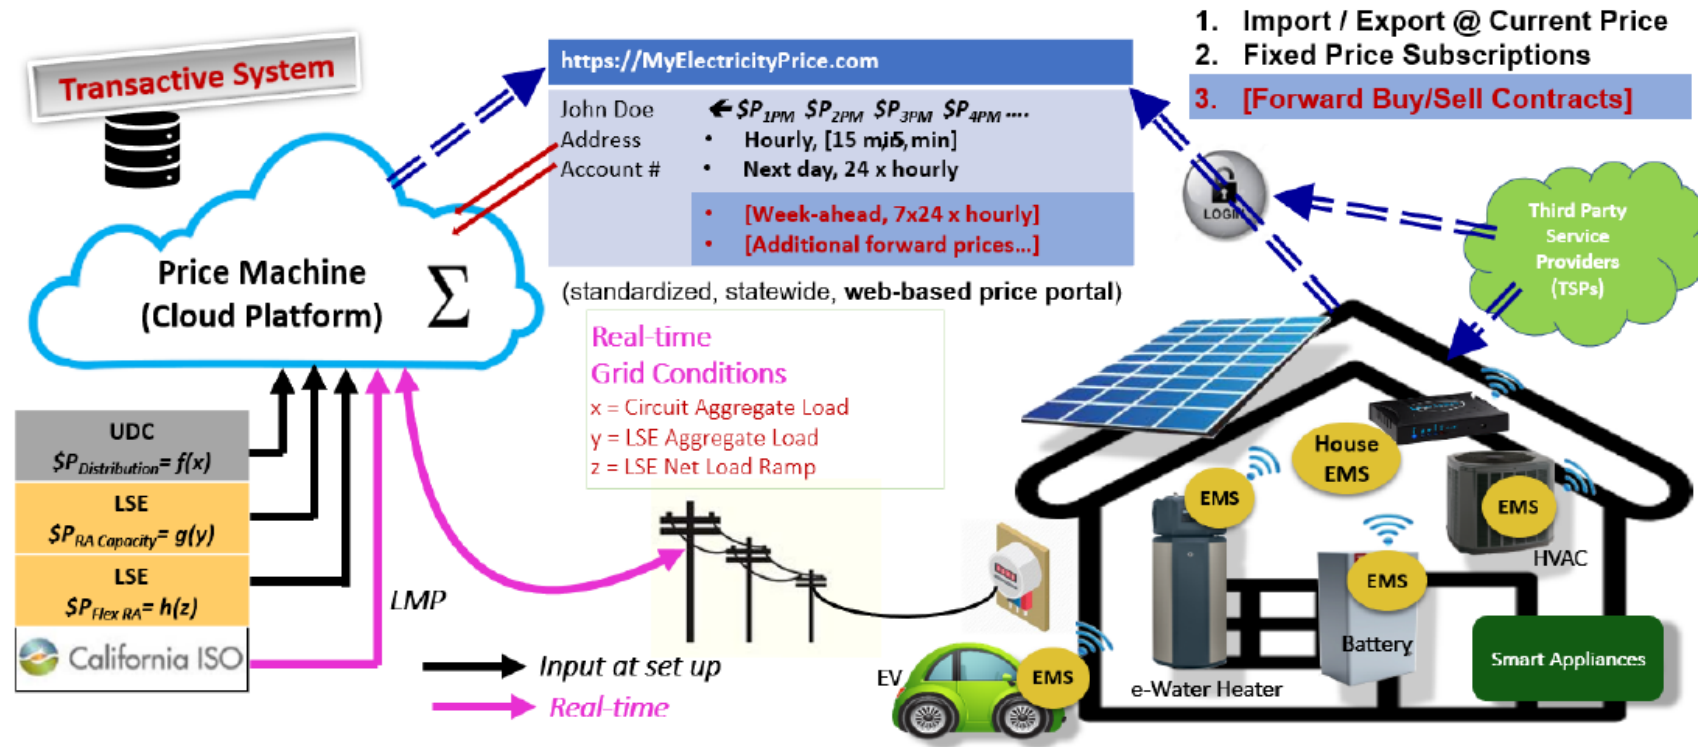 Transactive System
https://MyElectricityPrice.com
John Doe
Address
Account #
$P1PM $P2PM $P3PM $P4PM ....
• Hourly, [15 min, 5 min]
• Next day, 24 x hourly
• [Week-ahead, 7x24 x hourly]
• [Additional forward prices...]
(standardized, statewide, web-based price portal)
1. Import / Export @ Current Price
2. Fixed Price Subscriptions
3. [Forward Buy/Sell Contracts]
LOGIN
Third Party
Service
Providers
(TSPs)
Price Machine
(Cloud Platform)
Σ
Real-time
Grid Conditions
x = Circuit Aggregate Load
y = LSE Aggregate Load
z = LSE Net Load Ramp
UDC
$PDistribution= f(x)
LSE
$PRA Capacity= g(y)
LSE
$PFlex RA= h(z)
California ISO
LMP
Input at set up
Real-time
House
EMS
EMS
EMS
HVAC
EMS
Battery
e-Water Heater
EV
EMS
Smart Appliances